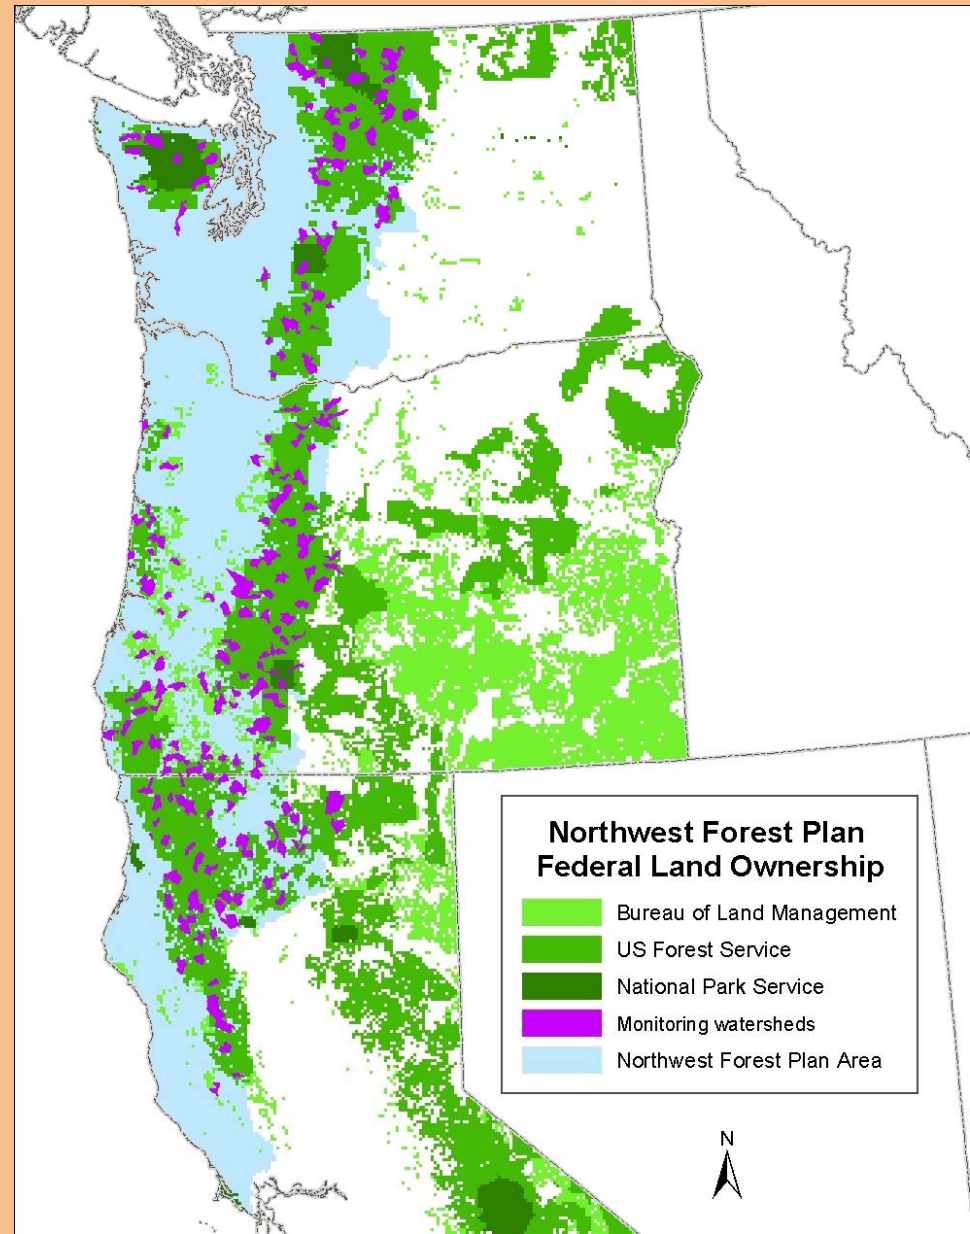 Northwest Forest Plan
Federal Land Ownership
Bureau of Land Management
US Forest Service
National Park Service
Monitoring watersheds
Northwest Forest Plan Area
N